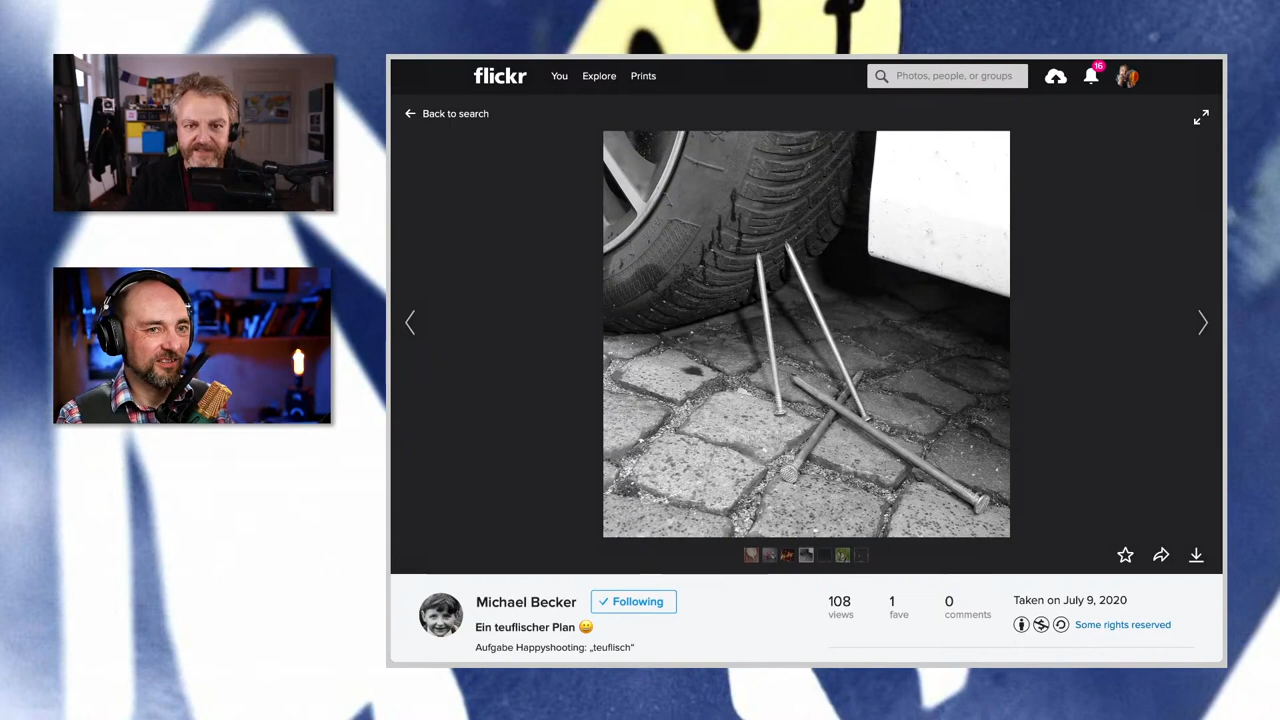 flickr
You Explore Prints
Photos, people, or groups
16
Back to search
Michael Becker
Following
Ein teuflischer Plan 😀
Aufgabe Happyshooting: „teuflisch“
108
views
1
fave
0
comments
Taken on July 9, 2020
Some rights reserved